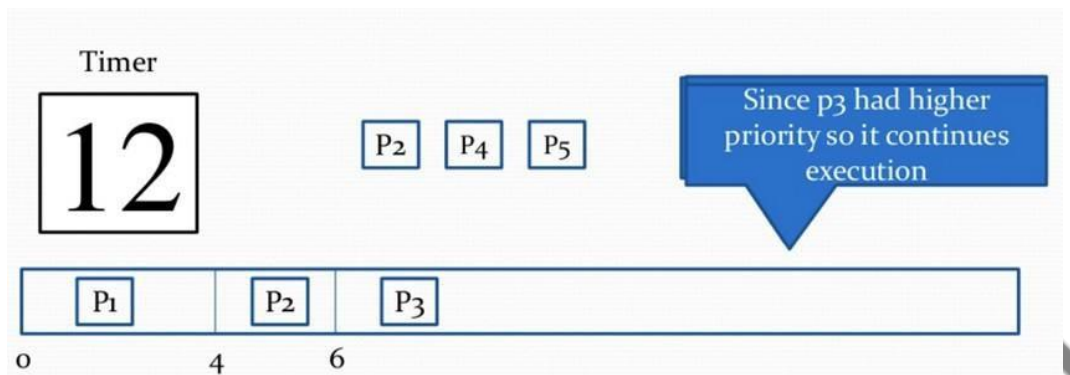 Timer
12
P2 P4 P5
Since p3 had higher
priority so it continues
execution
P1 P2 P3
0 4 6